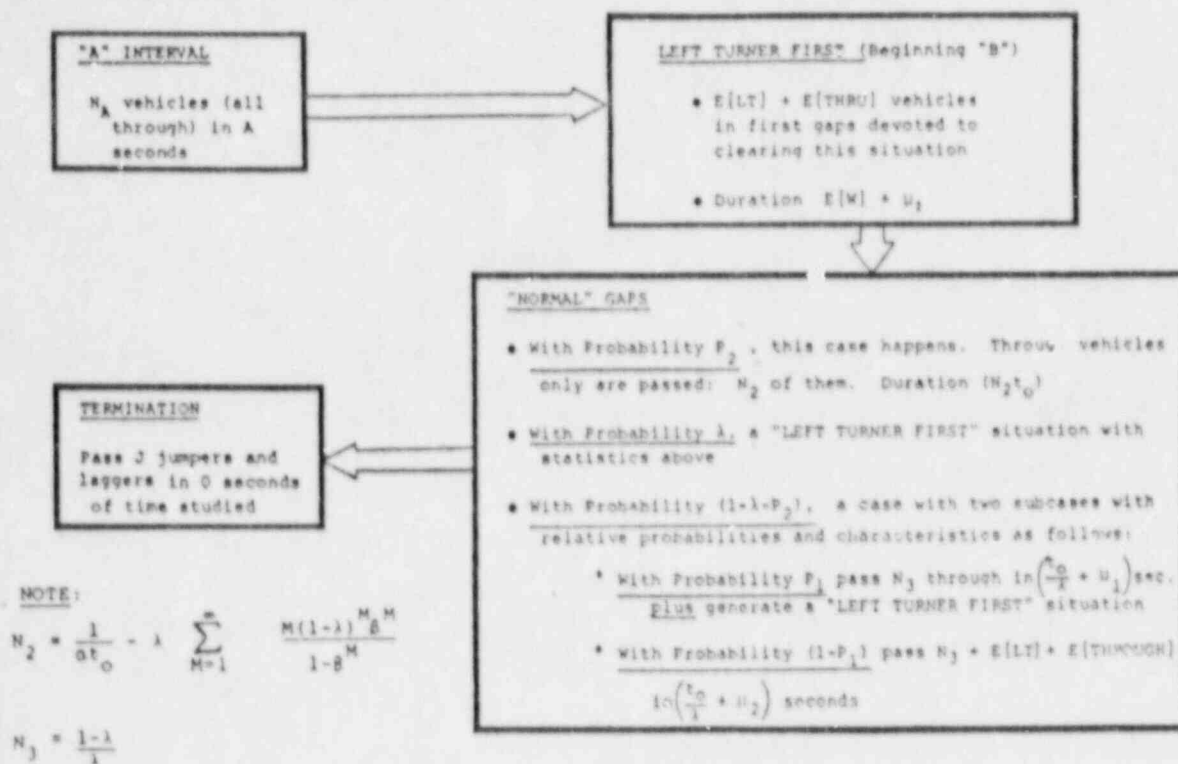 "A" INTERVAL
N_A vehicles (all
through) in A
seconds
LEFT TURNER FIRST (Beginning "B")
• E[LT] + E[THRU] vehicles
in first gaps devoted to
clearing this situation
• Duration E[W] + μ_1
"NORMAL" GAPS
• With Probability P_2, this case happens. Throug vehicles
only are passed: N_2 of them. Duration (N_2t_o)
• With Probability λ, a "LEFT TURNER FIRST" situation with
statistics above
• With Probability (1-λ-P_2), a case with two subcases with
relative probabilities and characteristics as follows:
* With Probability P_1 pass N_3 through in (t_o/λ + μ_1) sec.
plus generate a "LEFT TURNER FIRST" situation
* With Probability (1-P_1) pass N_3 + E[LT] + E[THROUGH]
in (t_o/λ + μ_2) seconds
TERMINATION
Pass J jumpers and
laggers in 0 seconds
of time studied
NOTE:
N_2 = 1/(αt_o) - λ ∑_{M=1}^{∞} M(1-λ)^M β^M / (1-β^M)
N_3 = (1-λ)/λ